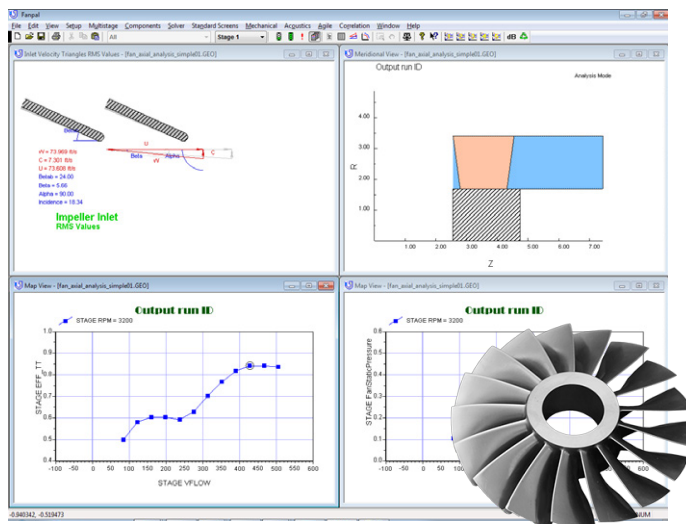 Fanpal
File Edit View Setup Multistage Components Solver Standard Screens Mechanical Acqustics Agile Correlation Window Help
All Stage 1 dB
Inlet Velocity Triangles RMS Values - [fan_axial_analysis_simple01.GEO]
Betab
U
Beta Alpha C
W
W = 73.969 ft/s
C = 7.301 ft/s
U = 73.608 ft/s
Betab = 24.00
Beta = 5.66
Alpha = 90.00
Incidence = 18.34
Impeller Inlet
RMS Values
Meridional View - [fan_axial_analysis_simple01.GEO]
Output run ID
Analysis Mode
4.00
3.00
R
2.00
1.00
1.00 2.00 3.00 4.00 5.00 6.00 7.00
Z
Map View - [fan_axial_analysis_simple01.GEO]
Output run ID
STAGE RPM = 3200
STAGE EFF_TT
1.0
0.9
0.8
0.7
0.6
0.5
0.4
-100 -50 0 50 100 150 200 250 300 350 400 450 500 550 600
STAGE VFLOW
Map View - [fan_axial_analysis_simple01.GEO]
Output run ID
STAGE RPM = 3200
STAGE FanStaticPressure
0.6
0.5
0.4
0.3
0.2
0.1
0.0
-100 -50 0 50 600
-0.840342, -0.519473
NUM